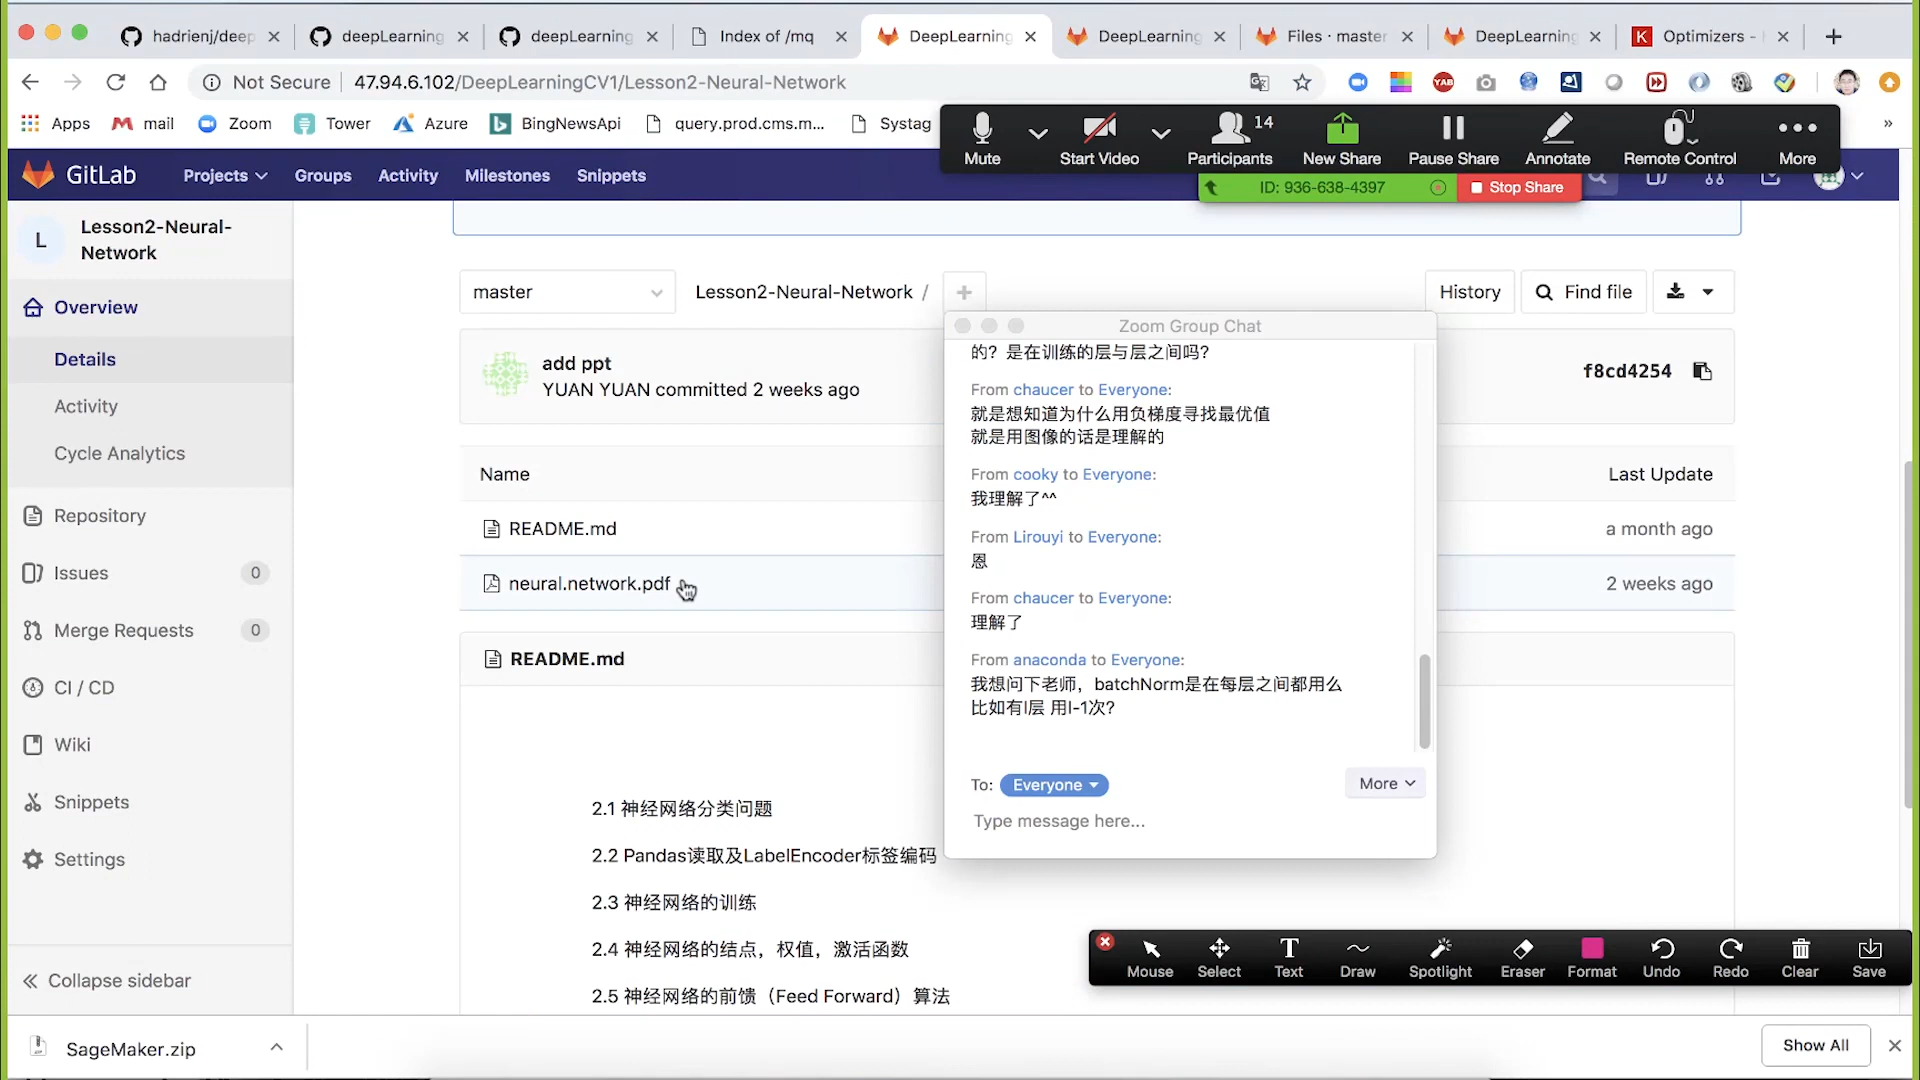 hadrienj/deep
deepLearning
deepLearning
Index of /mq
DeepLearning
DeepLearning
Files · master
DeepLearning
Optimizers -
Not Secure
47.94.6.102/DeepLearningCV1/Lesson2-Neural-Network
YAB
Apps
mail
Zoom
Tower
Azure
BingNewsApi
query.prod.cms.m...
Systag
»
Mute
Start Video
Participants
14
New Share
Pause Share
Annotate
Remote Control
More
ID: 936-638-4397
Stop Share
GitLab
Projects
Groups
Activity
Milestones
Snippets
L
Lesson2-Neural-
Network
Overview
Details
Activity
Cycle Analytics
Repository
Issues
0
Merge Requests
0
CI / CD
Wiki
Snippets
Settings
Collapse sidebar
master
Lesson2-Neural-Network /
History
Find file
add ppt
YUAN YUAN committed 2 weeks ago
f8cd4254
Name
Last Update
README.md
a month ago
neural.network.pdf
2 weeks ago
README.md
2.1 神经网络分类问题
2.2 Pandas读取及LabelEncoder标签编码
2.3 神经网络的训练
2.4 神经网络的结点，权值，激活函数
2.5 神经网络的前馈（Feed Forward）算法
Zoom Group Chat
的？是在训练的层与层之间吗?
From chaucer to Everyone:
就是想知道为什么用负梯度寻找最优值
就是用图像的话是理解的
From cooky to Everyone:
我理解了^^
From Lirouyi to Everyone:
恩
From chaucer to Everyone:
理解了
From anaconda to Everyone:
我想问下老师，batchNorm是在每层之间都用么
比如有l层 用l-1次?
To: Everyone
More
Type message here...
Mouse
Select
Text
Draw
Spotlight
Eraser
Format
Undo
Redo
Clear
Save
SageMaker.zip
Show All